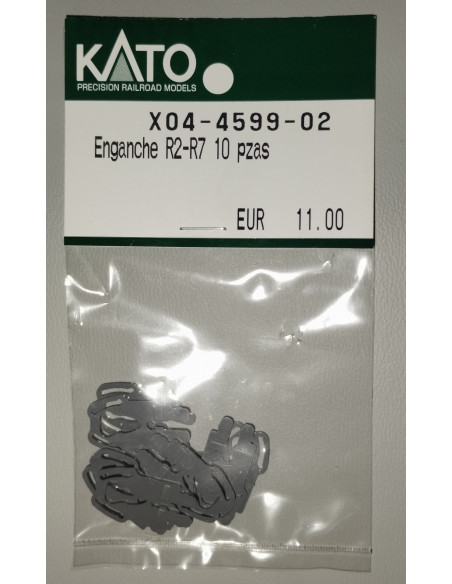 KATO
PRECISION RAILROAD MODELS
X04-4599-02
Enganche R2-R7 10 pzas
EUR 11.00